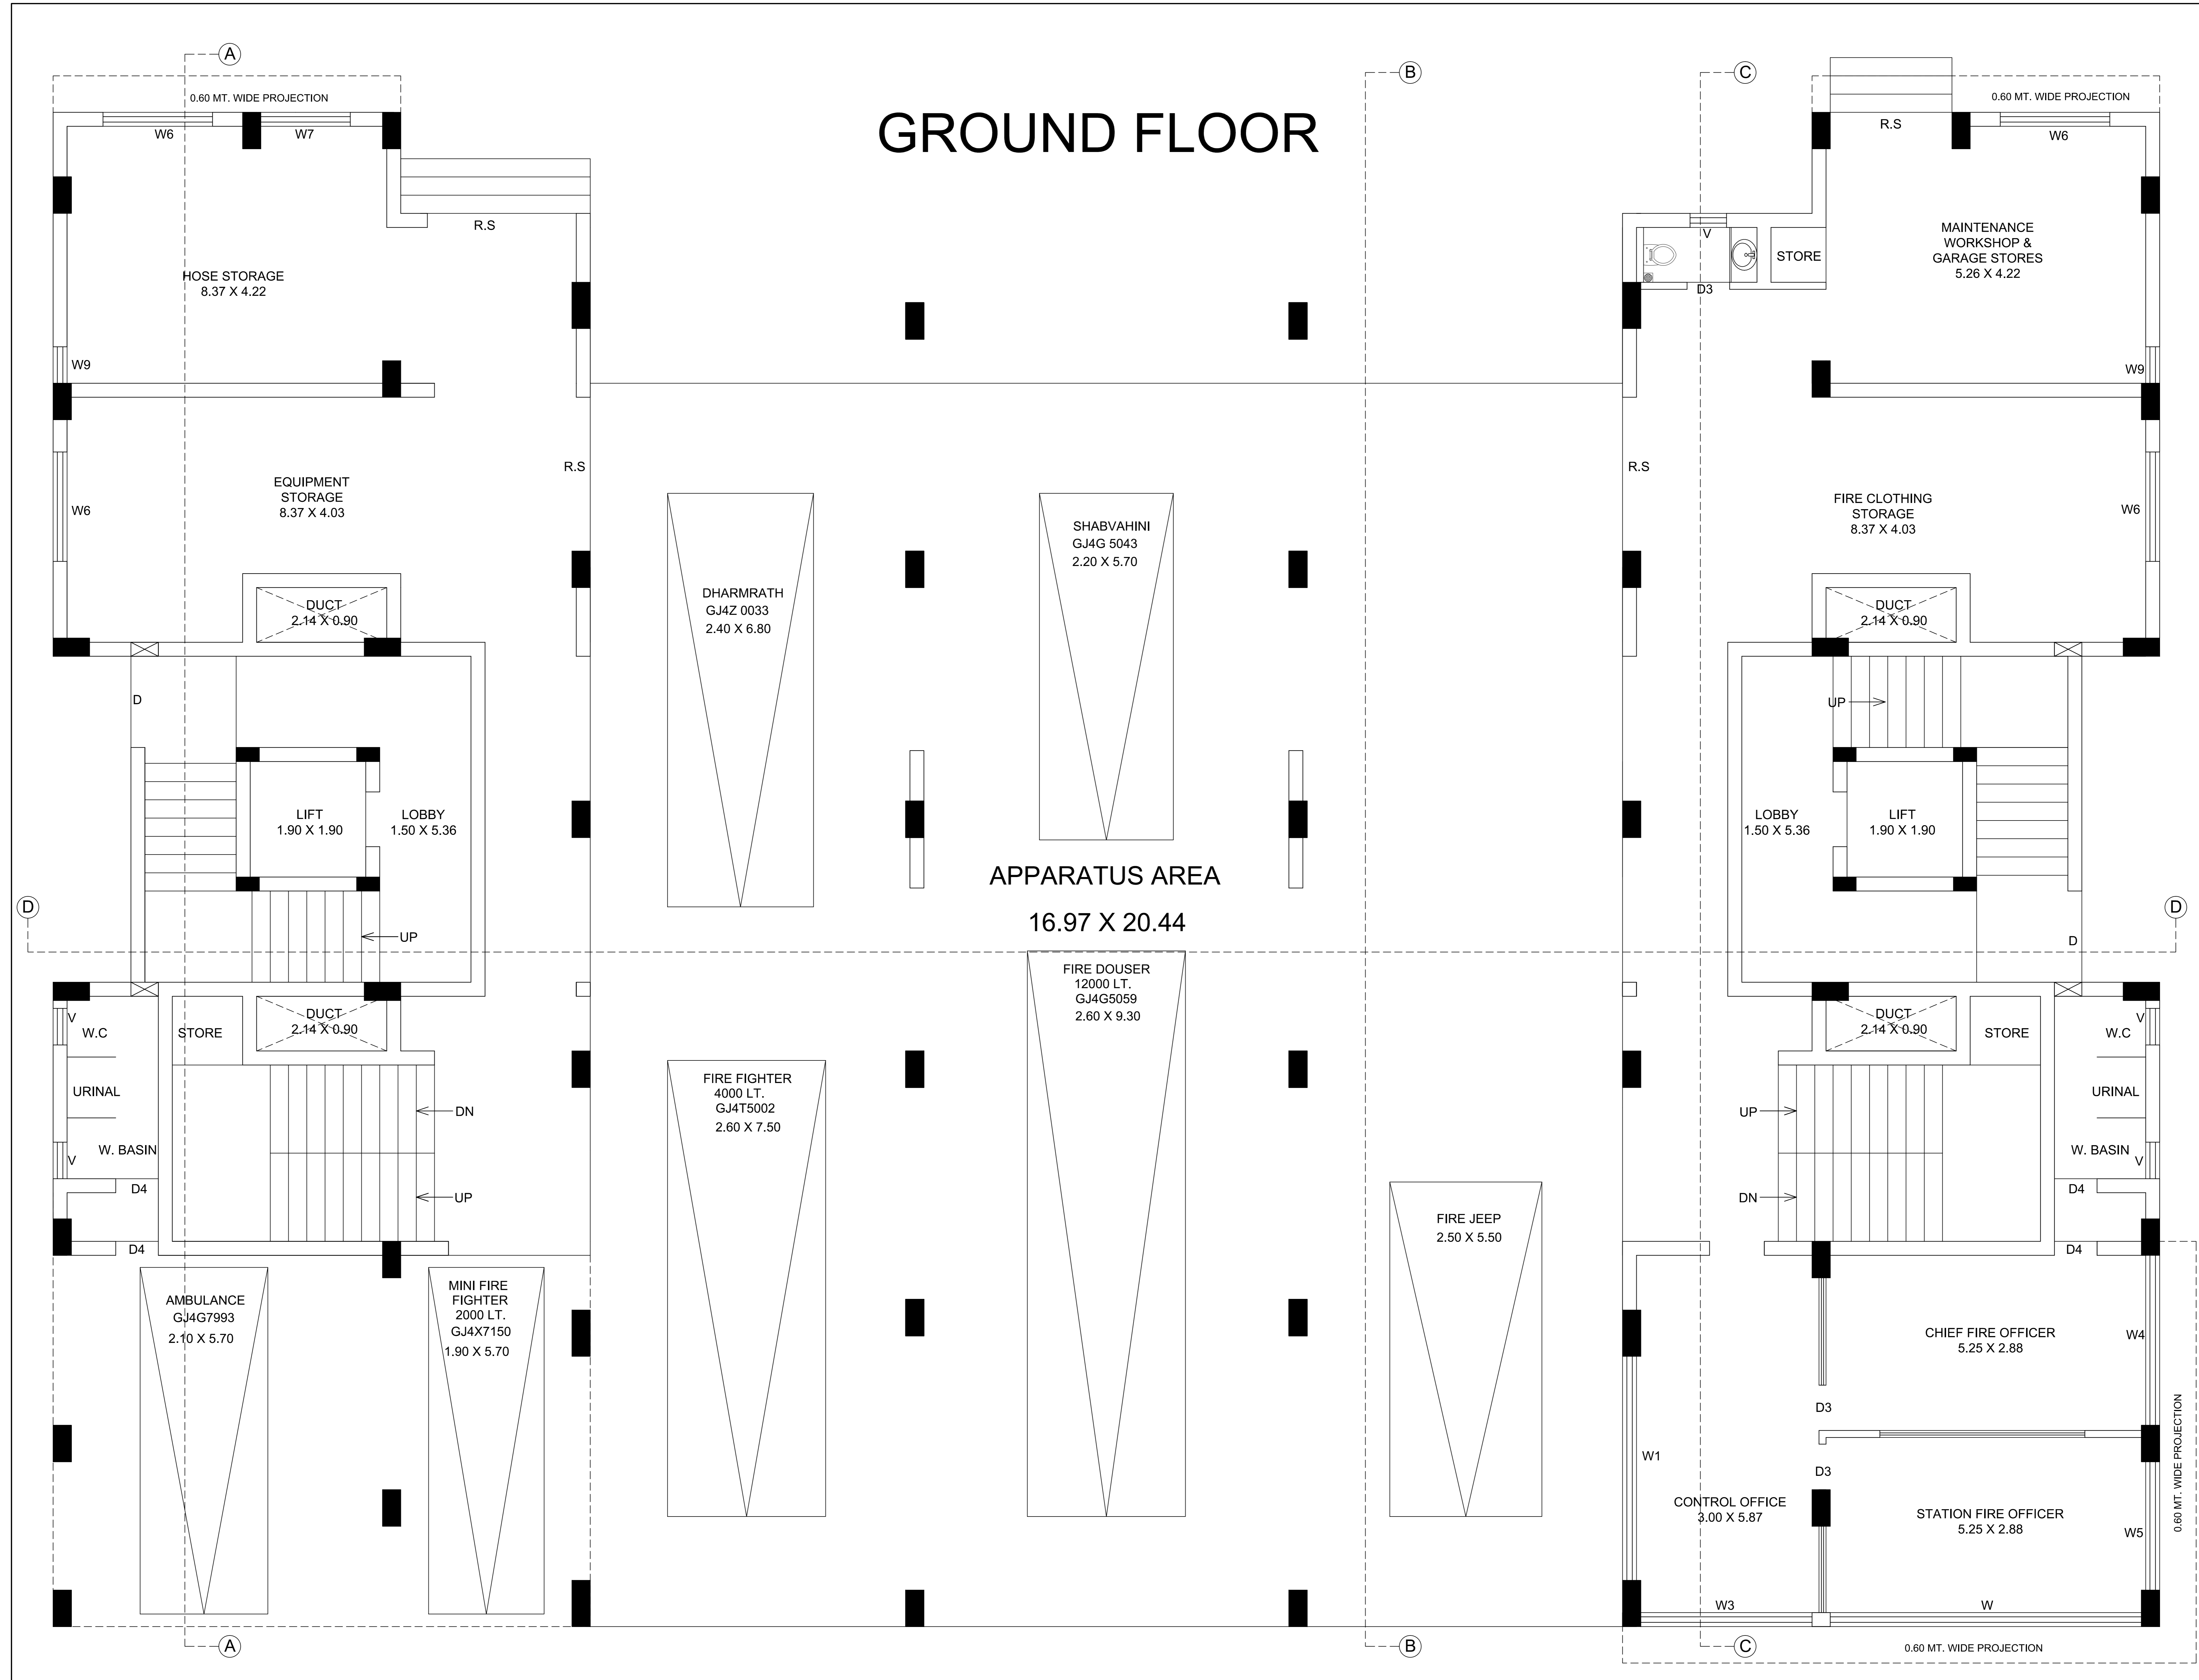 A
B
C
0.60 MT. WIDE PROJECTION
0.60 MT. WIDE PROJECTION
GROUND FLOOR
W6
W7
R.S
W6
R.S
V
STORE
MAINTENANCE
WORKSHOP &
GARAGE STORES
5.26 X 4.22
D3
HOSE STORAGE
8.37 X 4.22
W9
W9
R.S
R.S
EQUIPMENT
STORAGE
8.37 X 4.03
W6
FIRE CLOTHING
STORAGE
8.37 X 4.03
W6
SHABVAHINI
GJ4G 5043
2.20 X 5.70
DHARMRATH
GJ4Z 0033
2.40 X 6.80
DUCT
2.14 X 0.90
DUCT
2.14 X 0.90
D
UP
LIFT
1.90 X 1.90
LOBBY
1.50 X 5.36
LOBBY
1.50 X 5.36
LIFT
1.90 X 1.90
APPARATUS AREA
16.97 X 20.44
D
D
UP
D
FIRE DOUSER
12000 LT.
GJ4G5059
2.60 X 9.30
V
W.C
STORE
DUCT
2.14 X 0.90
DUCT
2.14 X 0.90
STORE
W.C
V
URINAL
URINAL
FIRE FIGHTER
4000 LT.
GJ4T5002
2.60 X 7.50
DN
UP
W. BASIN
V
W. BASIN
V
D4
UP
DN
D4
D4
D4
FIRE JEEP
2.50 X 5.50
AMBULANCE
GJ4G7993
2.10 X 5.70
MINI FIRE
FIGHTER
2000 LT.
GJ4X7150
1.90 X 5.70
CHIEF FIRE OFFICER
5.25 X 2.88
W4
D3
W1
D3
CONTROL OFFICE
3.00 X 5.87
STATION FIRE OFFICER
5.25 X 2.88
W5
0.60 MT. WIDE PROJECTION
W3
W
A
B
C
0.60 MT. WIDE PROJECTION